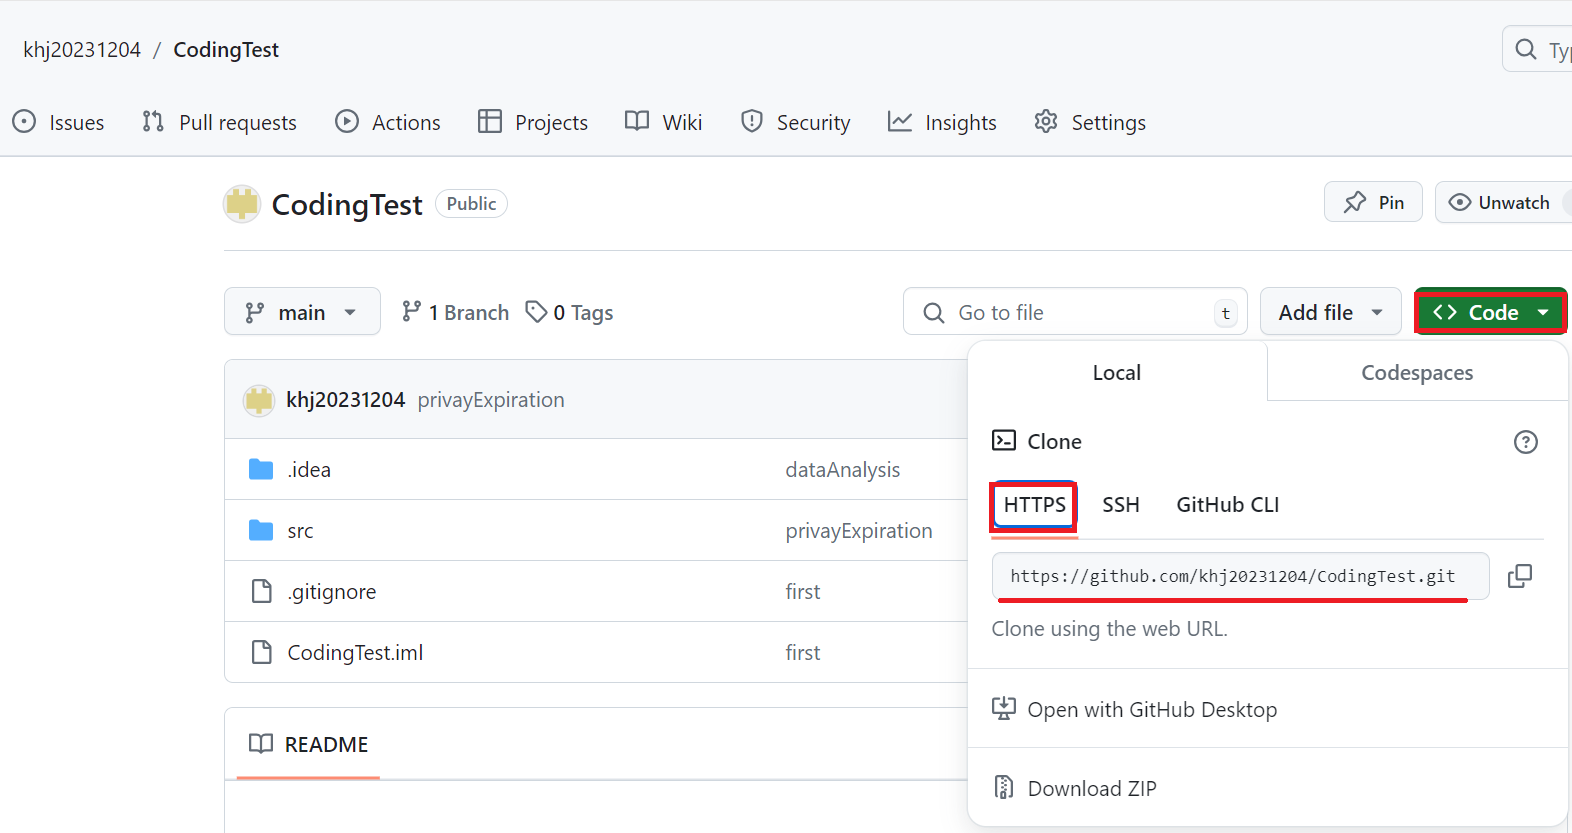 khj20231204 / CodingTest
Typ
Issues Pull requests Actions Projects Wiki Security Insights Settings
CodingTest Public Pin Unwatch
main 1 Branch 0 Tags Go to file t Add file <> Code
Local Codespaces
khj20231204 privayExpiration
Clone
.idea dataAnalysis
HTTPS SSH GitHub CLI
src privayExpiration
https://github.com/khj20231204/CodingTest.git
.gitignore first
Clone using the web URL.
CodingTest.iml first
Open with GitHub Desktop
README
Download ZIP